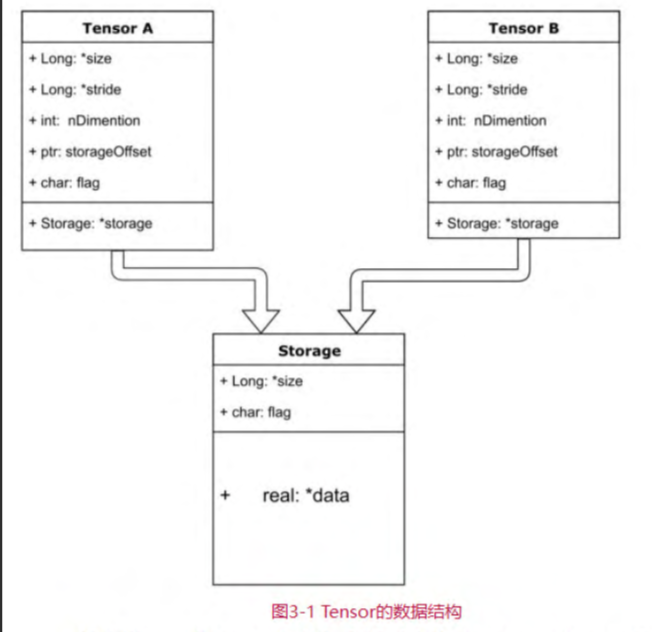 Tensor A
+ Long: *size
+ Long: *stride
+ int: nDimention
+ ptr: storageOffset
+ char: flag
+ Storage: *storage
Tensor B
+ Long: *size
+ Long: *stride
+ int: nDimention
+ ptr: storageOffset
+ char: flag
+ Storage: *storage
Storage
+ Long: *size
+ char: flag
+ real: *data
图3-1 Tensor的数据结构